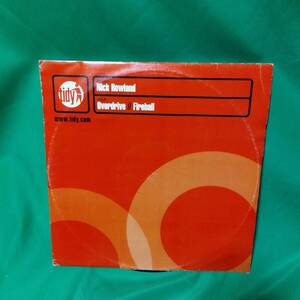 tidy
Nick Rowland
Overdrive // Fireball
www.tidy.com